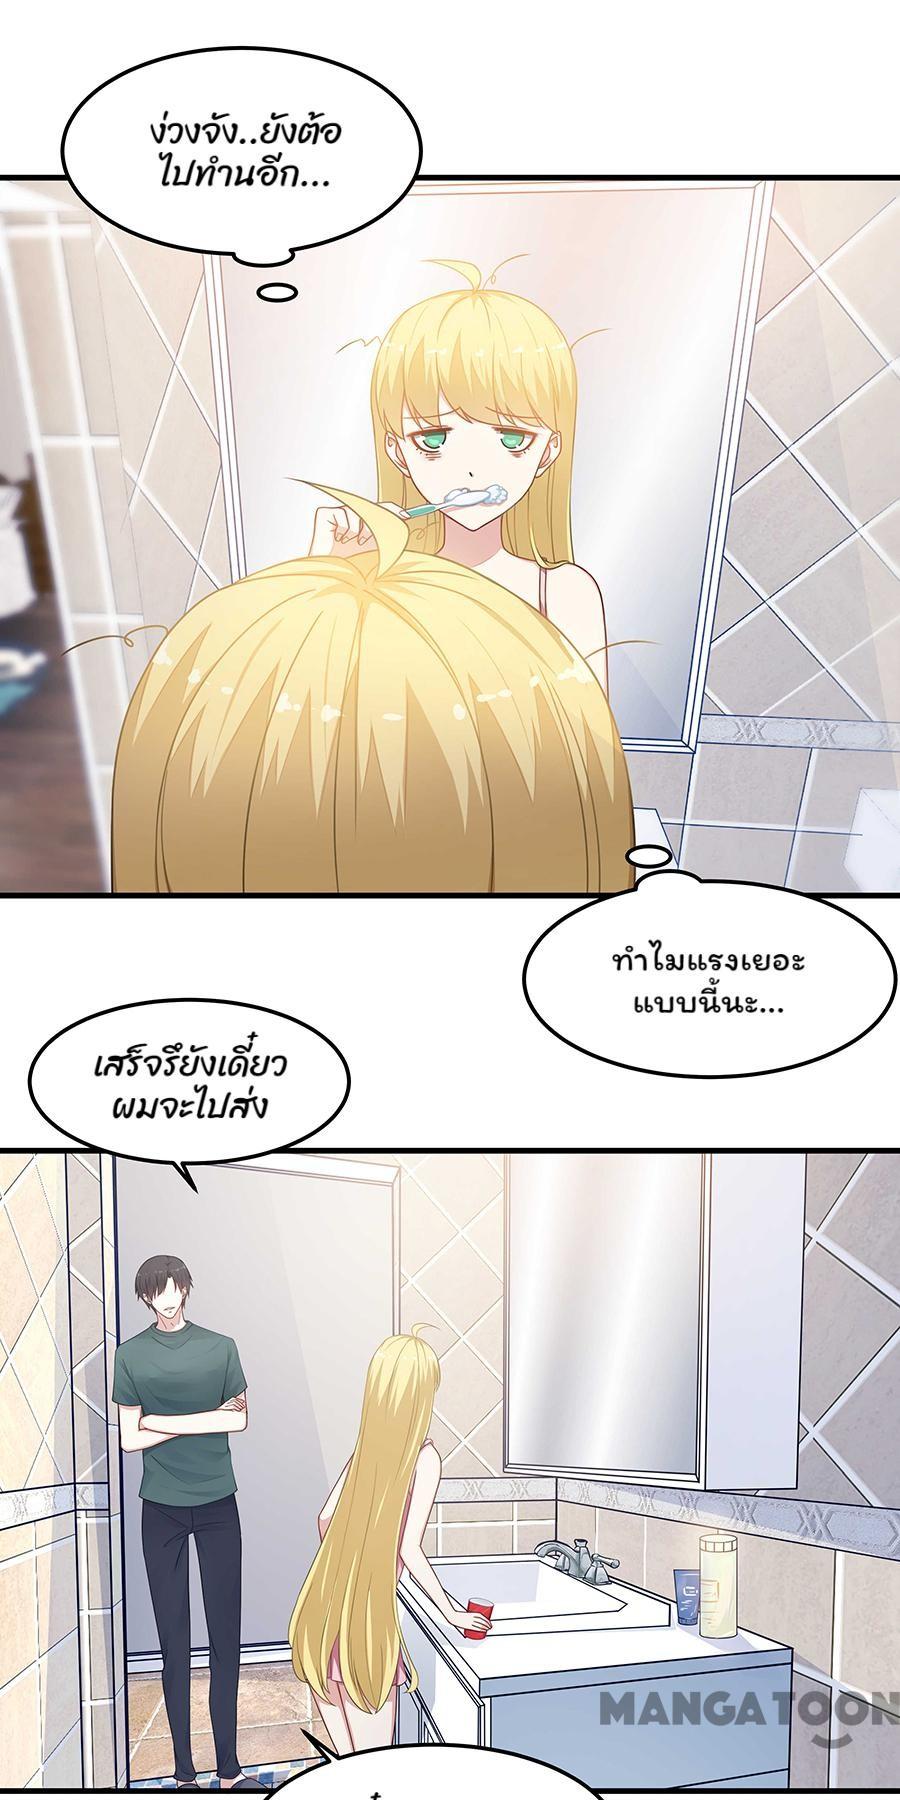 ง่วงจัง..ยังต้อ
ไปทำนอีก...
ทำไมแรงเยอะ
แบบนี้นะ...
เสร็จรึยังเดี๋ยว
ผมจะไปส่ง
MANGATOON